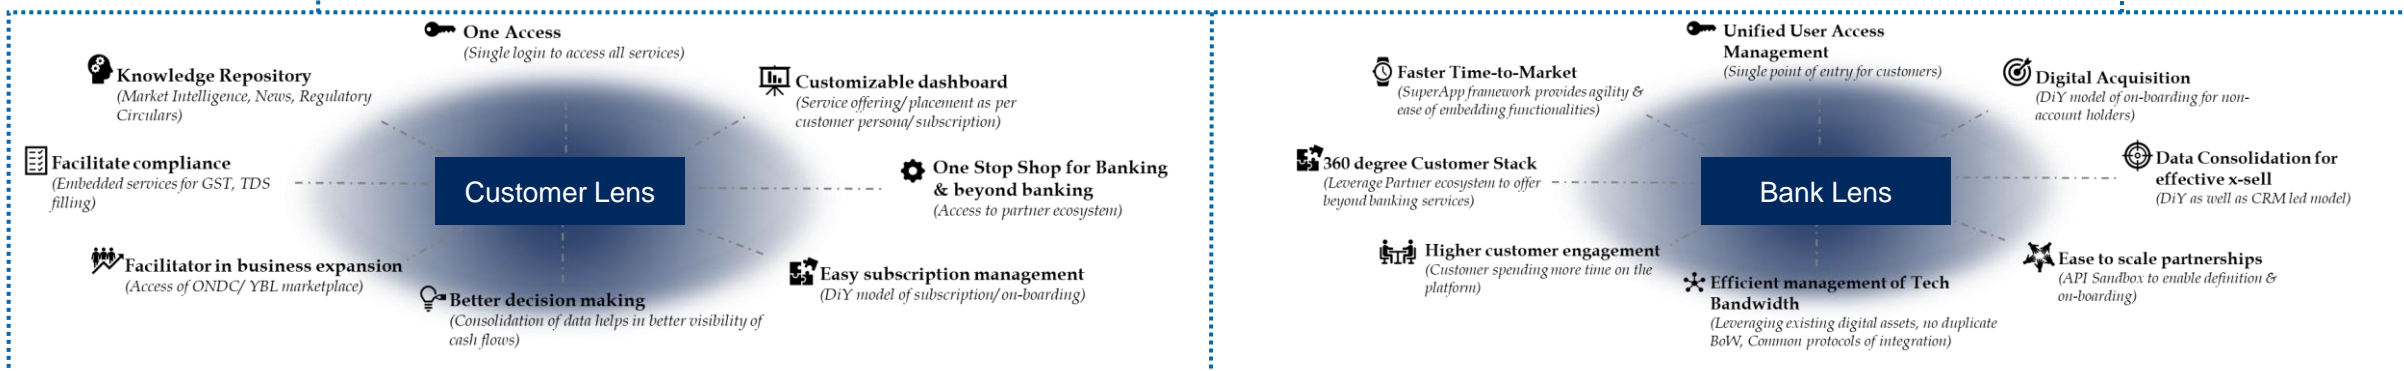 One Access
(Single login to access all services)
Knowledge Repository
(Market Intelligence, News, Regulatory
Circulars)
Customizable dashboard
(Service offering/ placement as per
customer persona/ subscription)
Facilitate compliance
(Embedded services for GST, TDS
filling)
Customer Lens
One Stop Shop for Banking
& beyond banking
(Access to partner ecosystem)
Facilitator in business expansion
(Access of ONDC/ YBL marketplace)
Better decision making
(Consolidation of data helps in better visibility of
cash flows)
Easy subscription management
(DiY model of subscription/ on-boarding)
Unified User Access
Management
(Single point of entry for customers)
Faster Time-to-Market
(SuperApp framework provides agility &
ease of embedding functionalities)
Digital Acquisition
(DiY model of on-boarding for non-
account holders)
360 degree Customer Stack
(Leverage Partner ecosystem to offer
beyond banking services)
Bank Lens
Data Consolidation for
effective x-sell
(DiY as well as CRM led model)
Higher customer engagement
(Customer spending more time on the
platform)
Efficient management of Tech
Bandwidth
(Leveraging existing digital assets, no duplicate
BoW, Common protocols of integration)
Ease to scale partnerships
(API Sandbox to enable definition &
on-boarding)